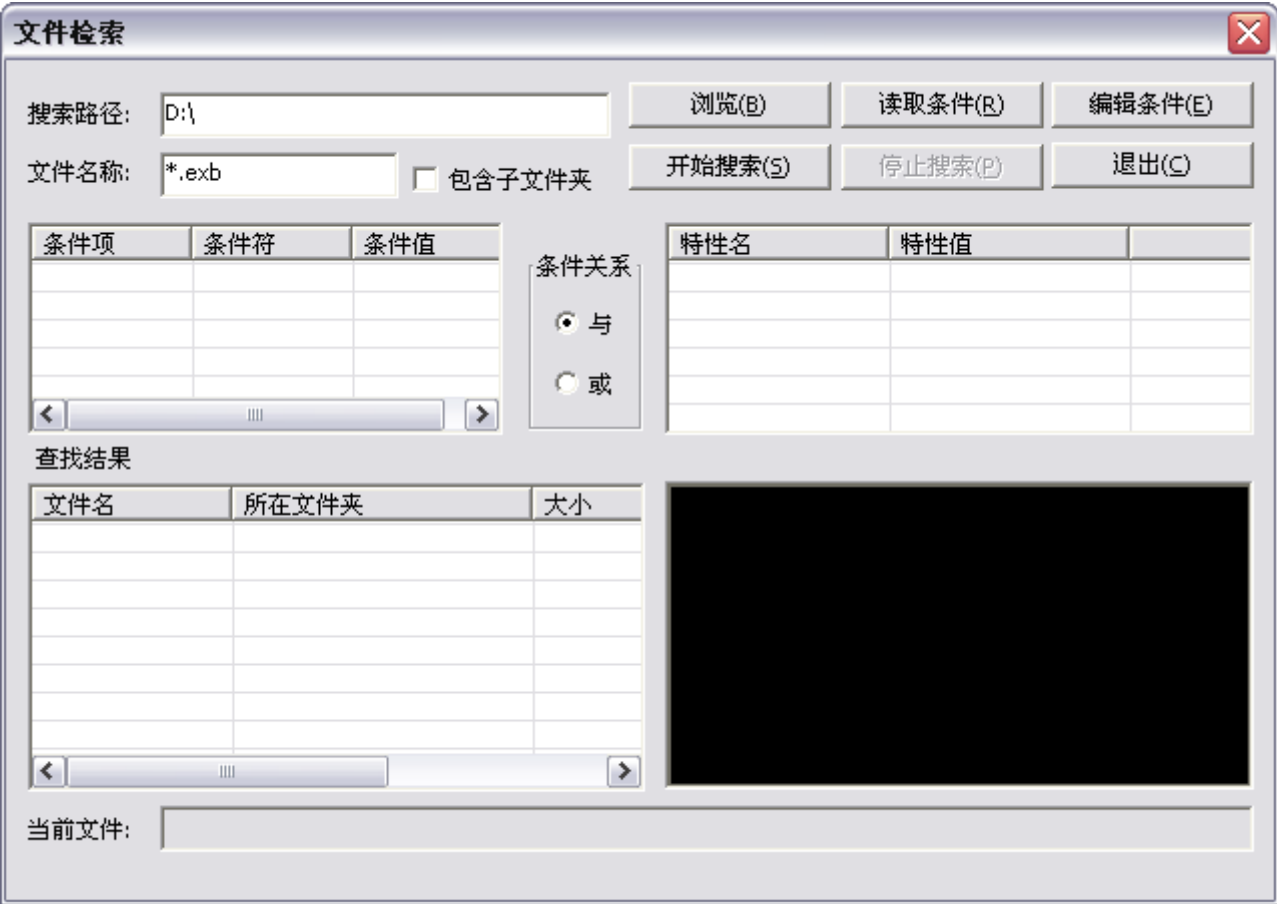 文件检索
搜索路径: D:\ 浏览(B) 读取条件(R) 编辑条件(E)
文件名称: *.exb 包含子文件夹 开始搜索(S) 停止搜索(P) 退出(C)
条件项 条件符 条件值 特性名 特性值
条件关系
与
或
查找结果
文件名 所在文件夹 大小
当前文件: